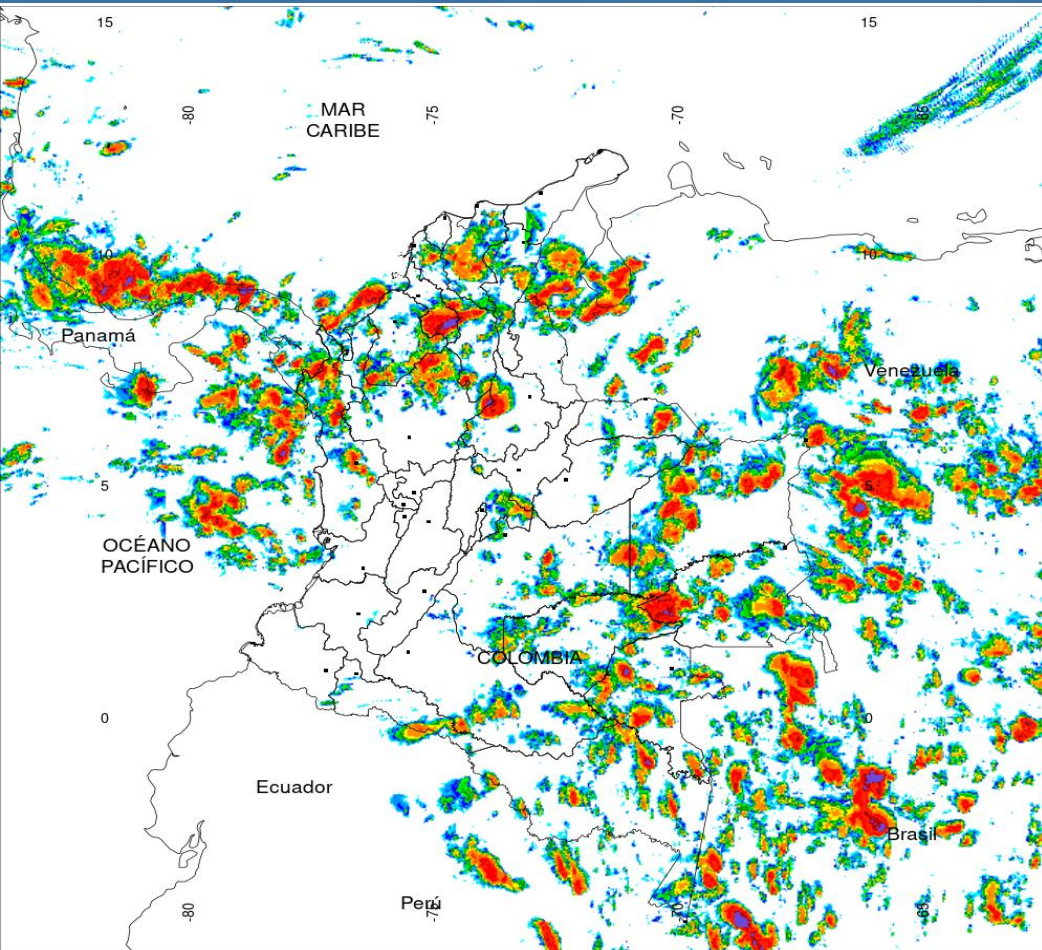 15
15
-80
-75
-70
-65
MAR
CARIBE
10
10
Panamá
Venezuela
5
5
OCÉANO
PACÍFICO
COLOMBIA
0
0
Ecuador
Brasil
Perú
-80
-75
-70
-65